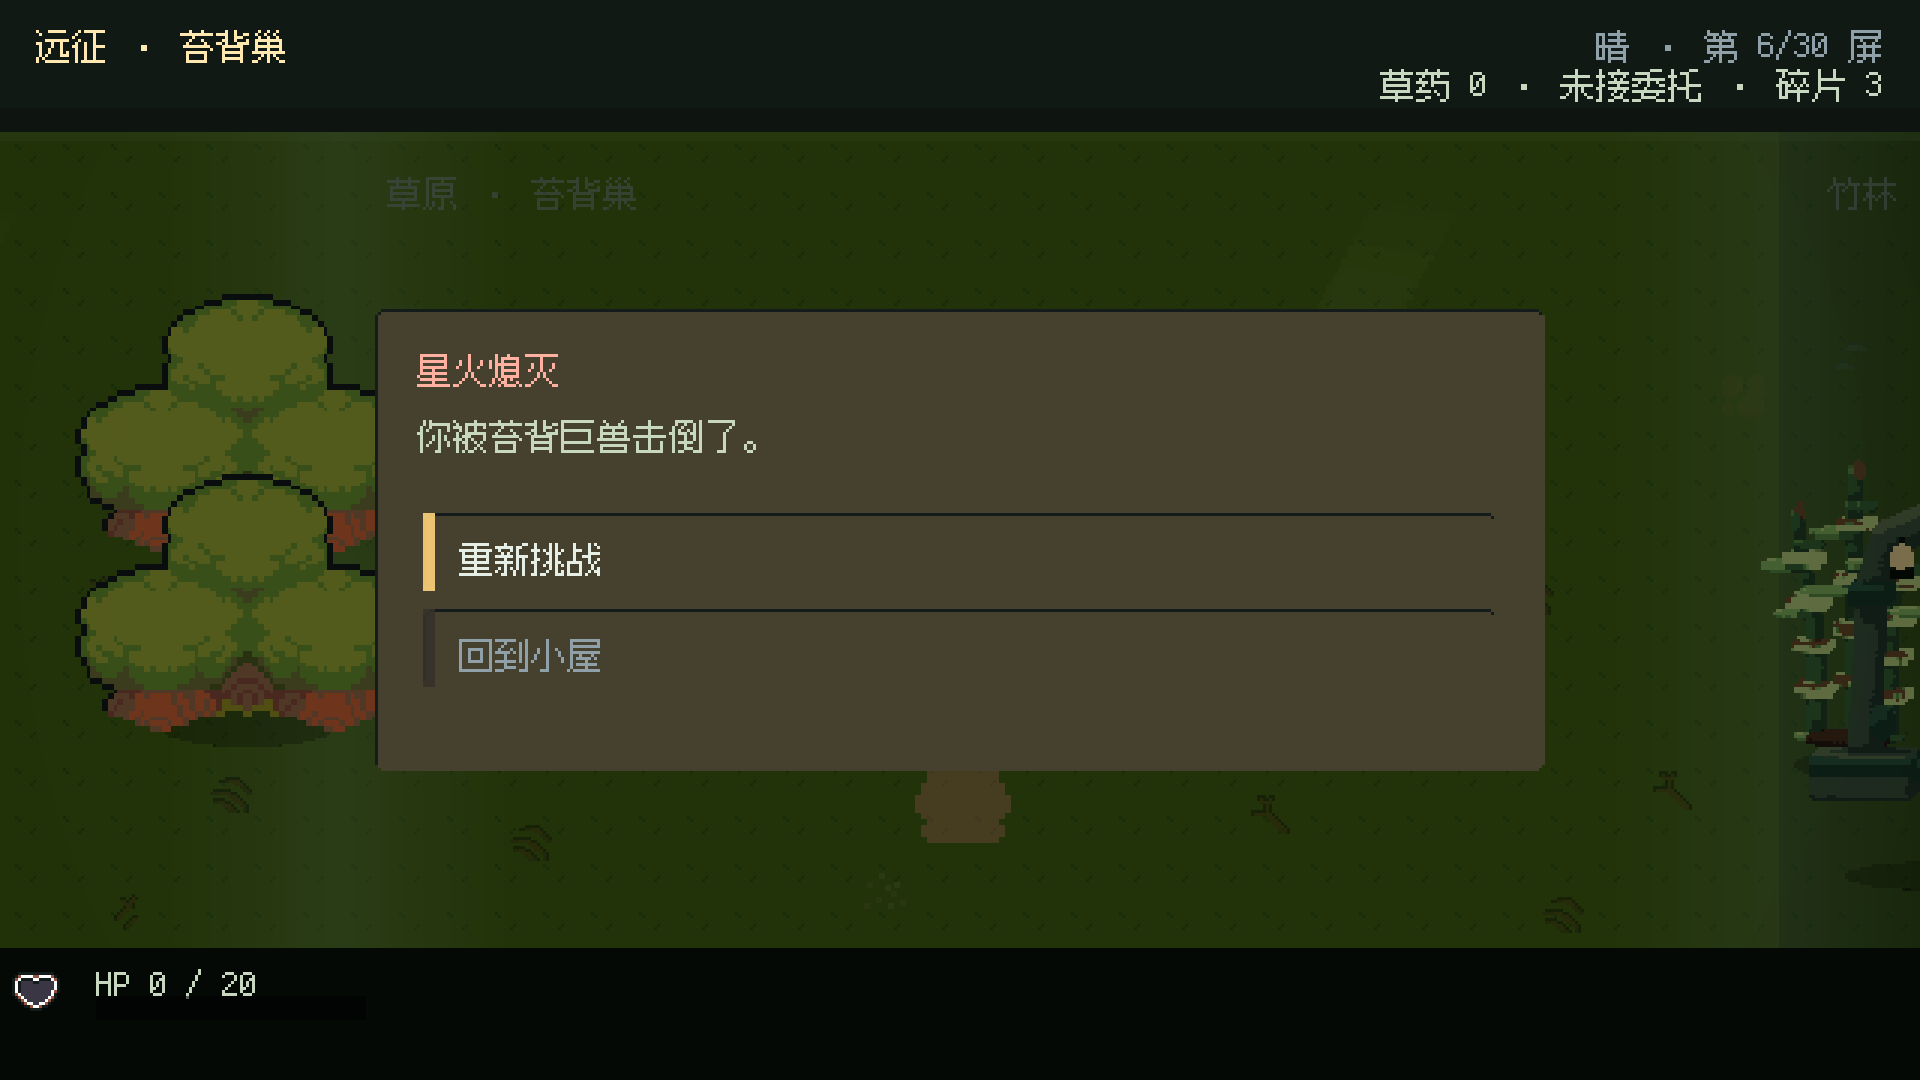 远征 · 苔背巢
晴 · 第 6/30 屏
草药 0 · 未接委托 · 碎片 3
草原 · 苔背巢
竹林
星火熄灭
你被苔背巨兽击倒了。
重新挑战
回到小屋
HP 0 / 20